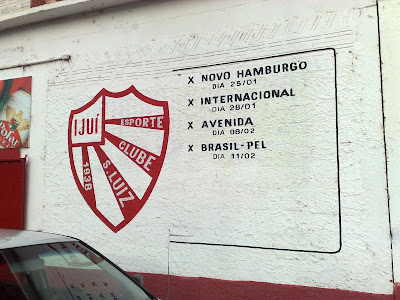 IJUÍ
ESPORTE
CLUBE
S. LUIZ
1938
X NOVO HAMBURGO
DIA 25/01
X INTERNACIONAL
DIA 28/01
X AVENIDA
DIA 08/02
X BRASIL-PEL
DIA 11/02